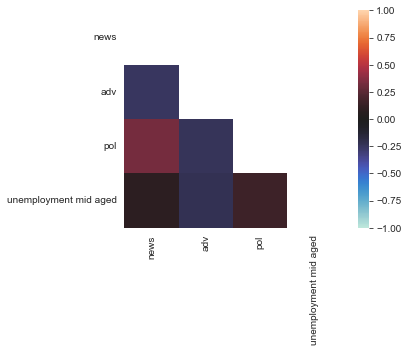 news
adv
pol
unemployment mid aged
news
adv
pol
unemployment mid aged
1.00
0.75
0.50
0.25
0.00
−0.25
−0.50
−0.75
−1.00